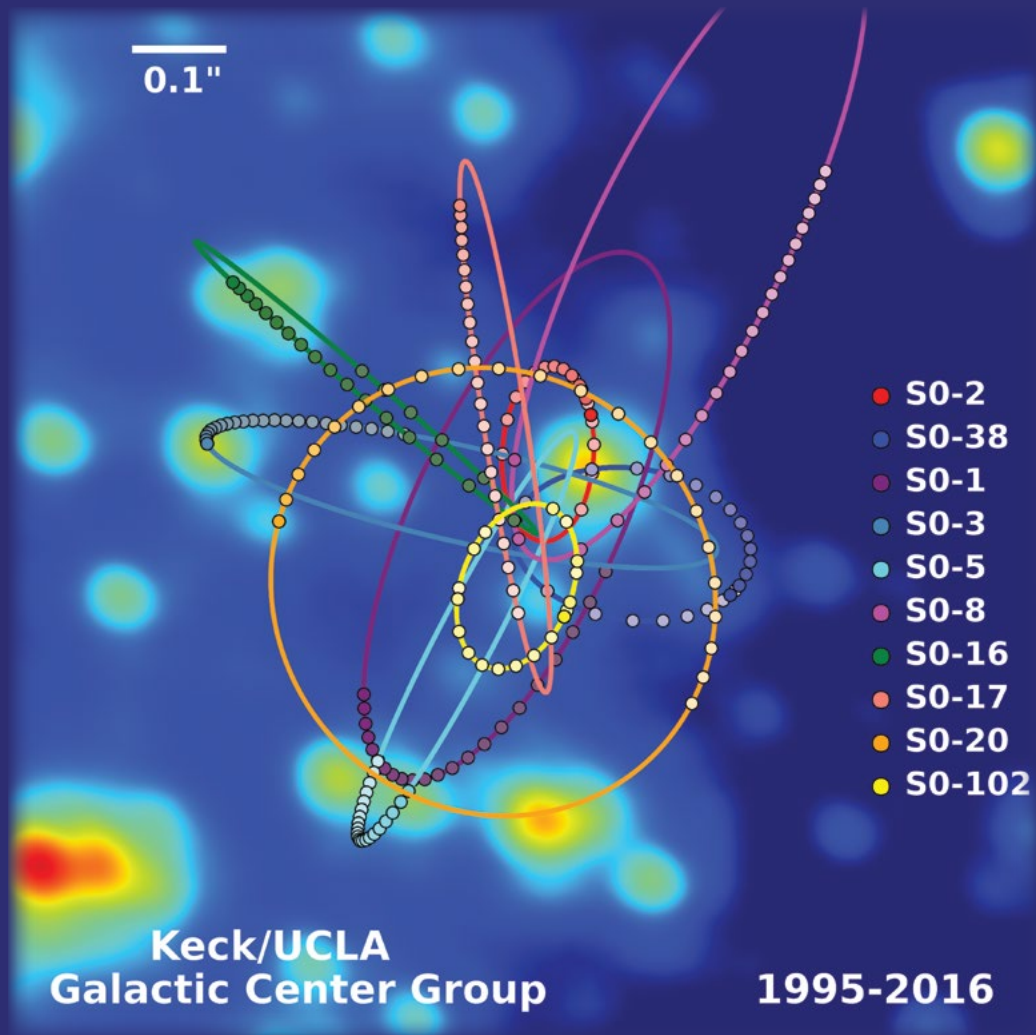 0.1"
S0-2
S0-38
S0-1
S0-3
S0-5
S0-8
S0-16
S0-17
S0-20
S0-102
Keck/UCLA
Galactic Center Group
1995-2016